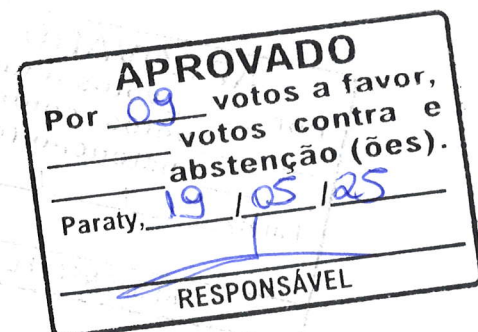 APROVADO
Por 09 votos a favor,
votos contra e
abstenção (ões).
Paraty, 19 / 05 / 25
RESPONSÁVEL